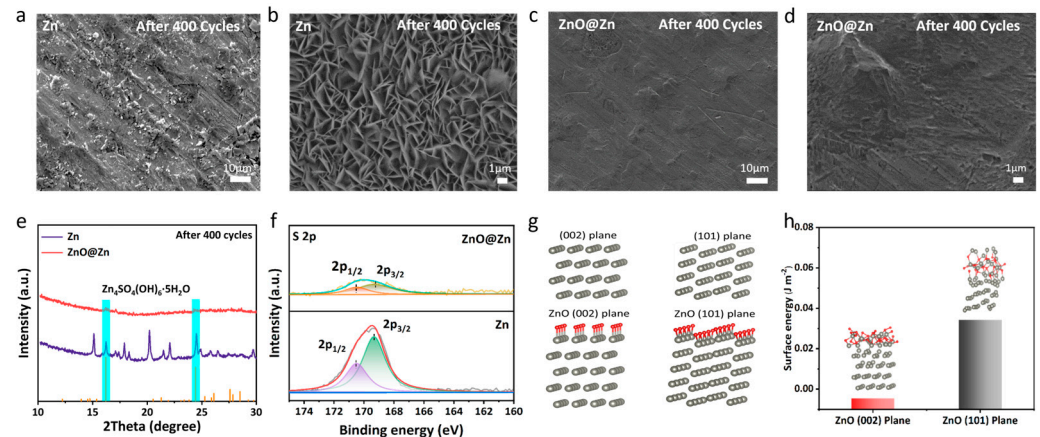 a
Zn
After 400 Cycles
10μm
b
Zn
After 400 Cycles
1μm
c
ZnO@Zn
After 400 Cycles
10μm
d
ZnO@Zn
After 400 Cycles
1μm
e
Zn
ZnO@Zn
After 400 cycles
Zn₄SO₄(OH)₆·5H₂O
Intensity (a.u.)
10 15 20 25 30
2Theta (degree)
f
S 2p
ZnO@Zn
2p1/2
2p3/2
Zn
2p3/2
2p1/2
Intensity (a.u.)
174 172 170 168 166 164 162 160
Binding energy (eV)
g
(002) plane
(101) plane
ZnO (002) plane
ZnO (101) plane
h
0.08
0.06
0.04
0.02
0.00
Surface energy (J m⁻²)
ZnO (002) Plane
ZnO (101) Plane